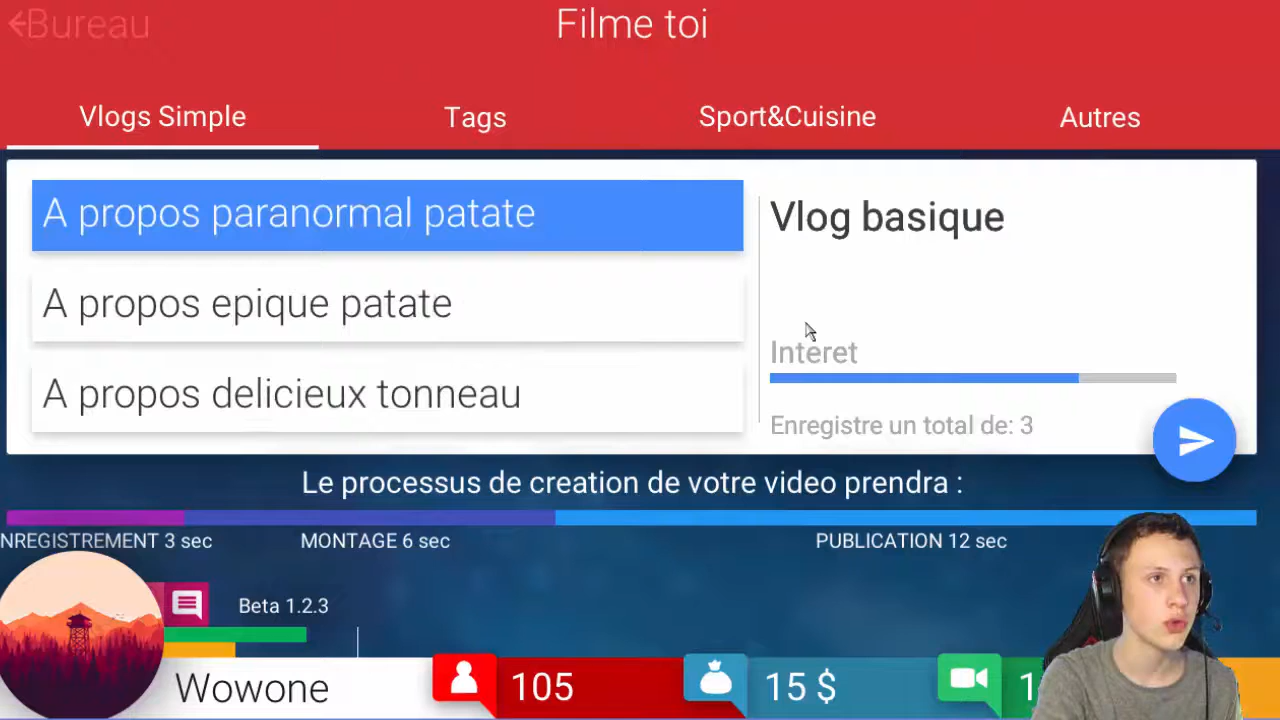 Bureau
Filme toi
Vlogs Simple
Tags
Sport&Cuisine
Autres
A propos paranormal patate
Vlog basique
A propos epique patate
Interet
A propos delicieux tonneau
Enregistre un total de: 3
Le processus de creation de votre video prendra :
NREGISTREMENT 3 sec
MONTAGE 6 sec
PUBLICATION 12 sec
Beta 1.2.3
Wowone
105
15 $